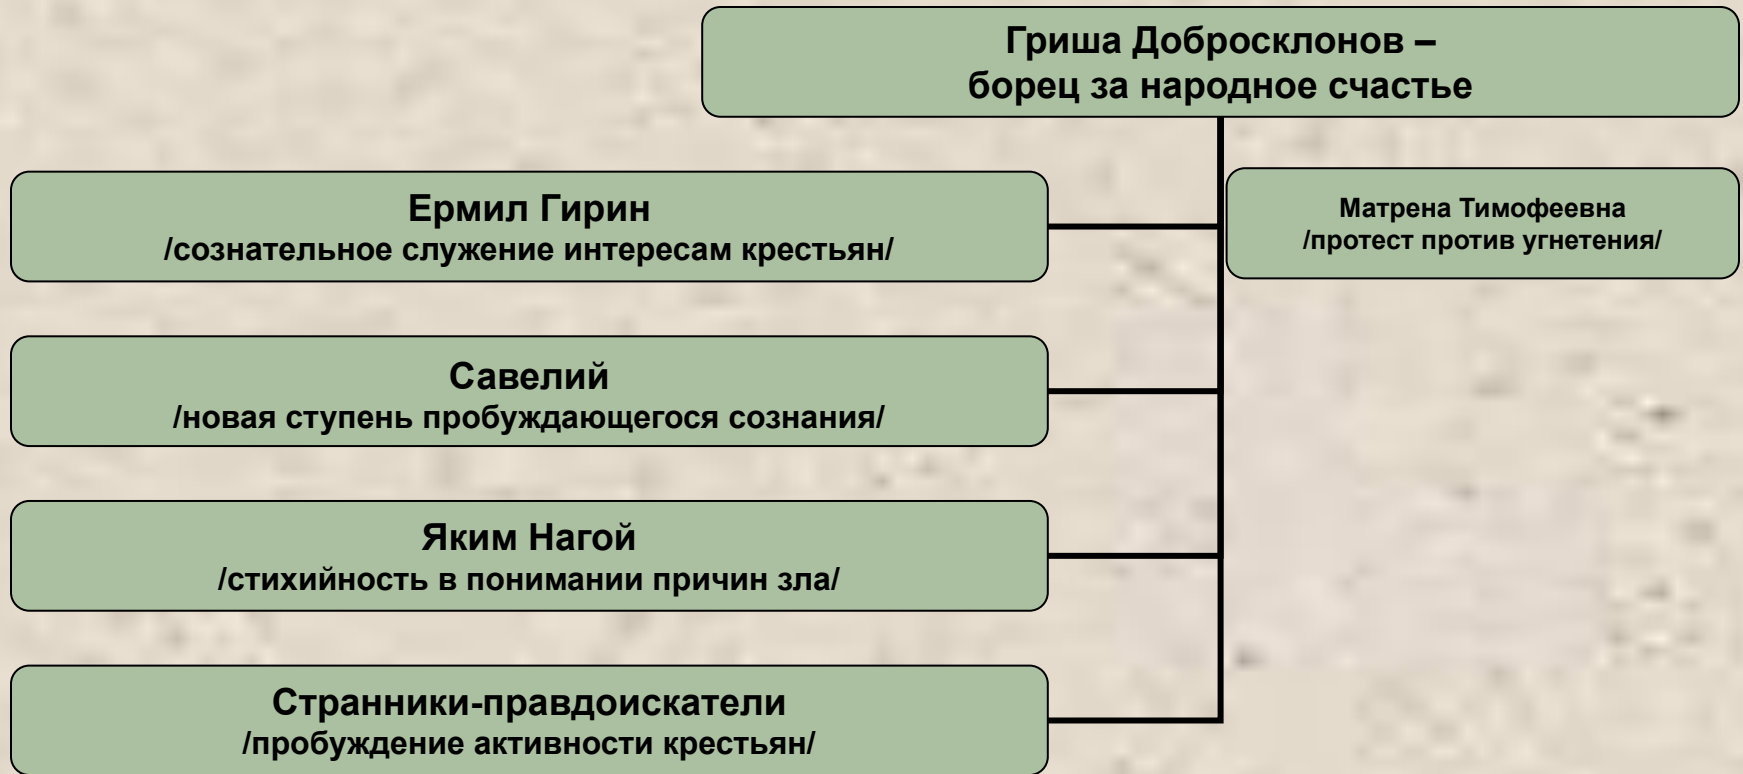 Гриша Добросклонов –
борец за народное счастье
Ермил Гирин
/сознательное служение интересам крестьян/
Матрена Тимофеевна
/протест против угнетения/
Савелий
/новая ступень пробуждающегося сознания/
Яким Нагой
/стихийность в понимании причин зла/
Странники-правдоискатели
/пробуждение активности крестьян/